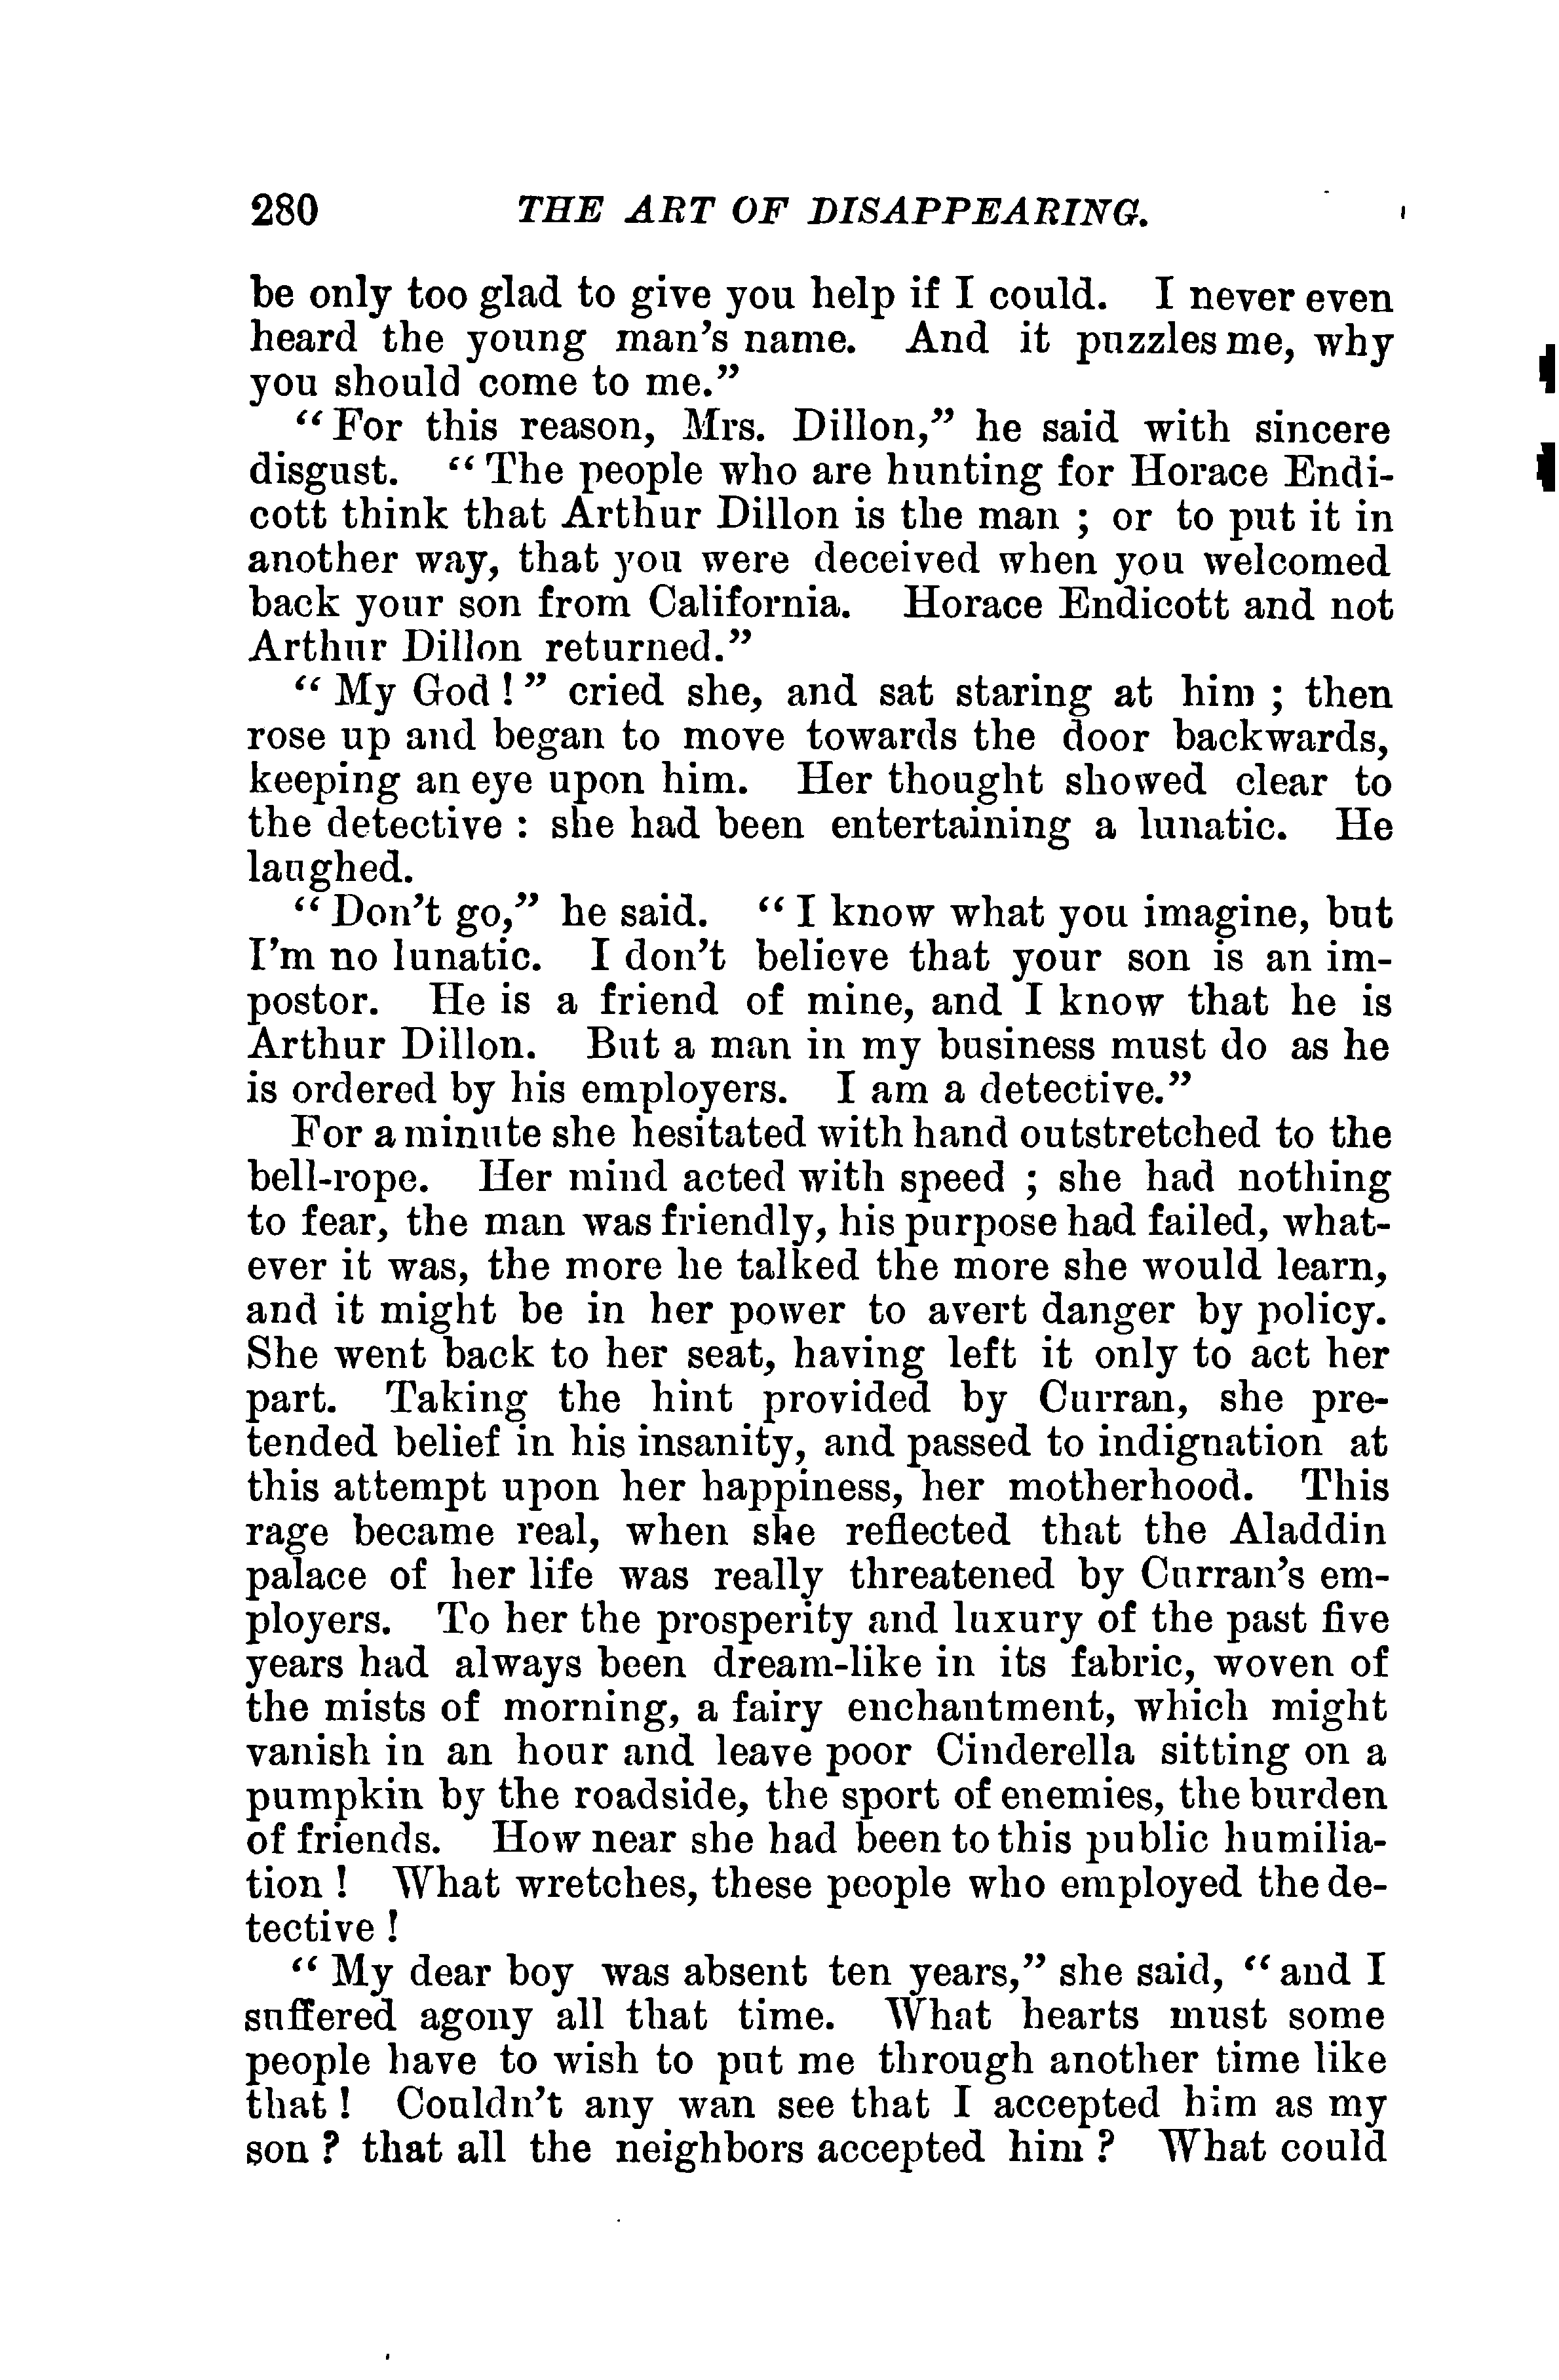 280 THE ART OF DISAPPEARING.
be only too glad to give you help if I could. I never even
heard the young man's name. And it puzzles me, why
you should come to me."
"For this reason, Mrs. Dillon," he said with sincere
disgust. "The people who are hunting for Horace Endi-
cott think that Arthur Dillon is the man ; or to put it in
another way, that you were deceived when you welcomed
back your son from California. Horace Endicott and not
Arthur Dillon returned."
"My God !" cried she, and sat staring at him ; then
rose up and began to move towards the door backwards,
keeping an eye upon him. Her thought showed clear to
the detective : she had been entertaining a lunatic. He
laughed.
"Don't go," he said. "I know what you imagine, but
I'm no lunatic. I don't believe that your son is an im-
postor. He is a friend of mine, and I know that he is
Arthur Dillon. But a man in my business must do as he
is ordered by his employers. I am a detective."
For a minute she hesitated with hand outstretched to the
bell-rope. Her mind acted with speed ; she had nothing
to fear, the man was friendly, his purpose had failed, what-
ever it was, the more he talked the more she would learn,
and it might be in her power to avert danger by policy.
She went back to her seat, having left it only to act her
part. Taking the hint provided by Curran, she pre-
tended belief in his insanity, and passed to indignation at
this attempt upon her happiness, her motherhood. This
rage became real, when she reflected that the Aladdin
palace of her life was really threatened by Curran's em-
ployers. To her the prosperity and luxury of the past five
years had always been dream-like in its fabric, woven of
the mists of morning, a fairy enchantment, which might
vanish in an hour and leave poor Cinderella sitting on a
pumpkin by the roadside, the sport of enemies, the burden
of friends. How near she had been to this public humilia-
tion ! What wretches, these people who employed the de-
tective !
"My dear boy was absent ten years," she said, "and I
suffered agony all that time. What hearts must some
people have to wish to put me through another time like
that ! Couldn't any wan see that I accepted him as my
son ? that all the neighbors accepted him ? What could